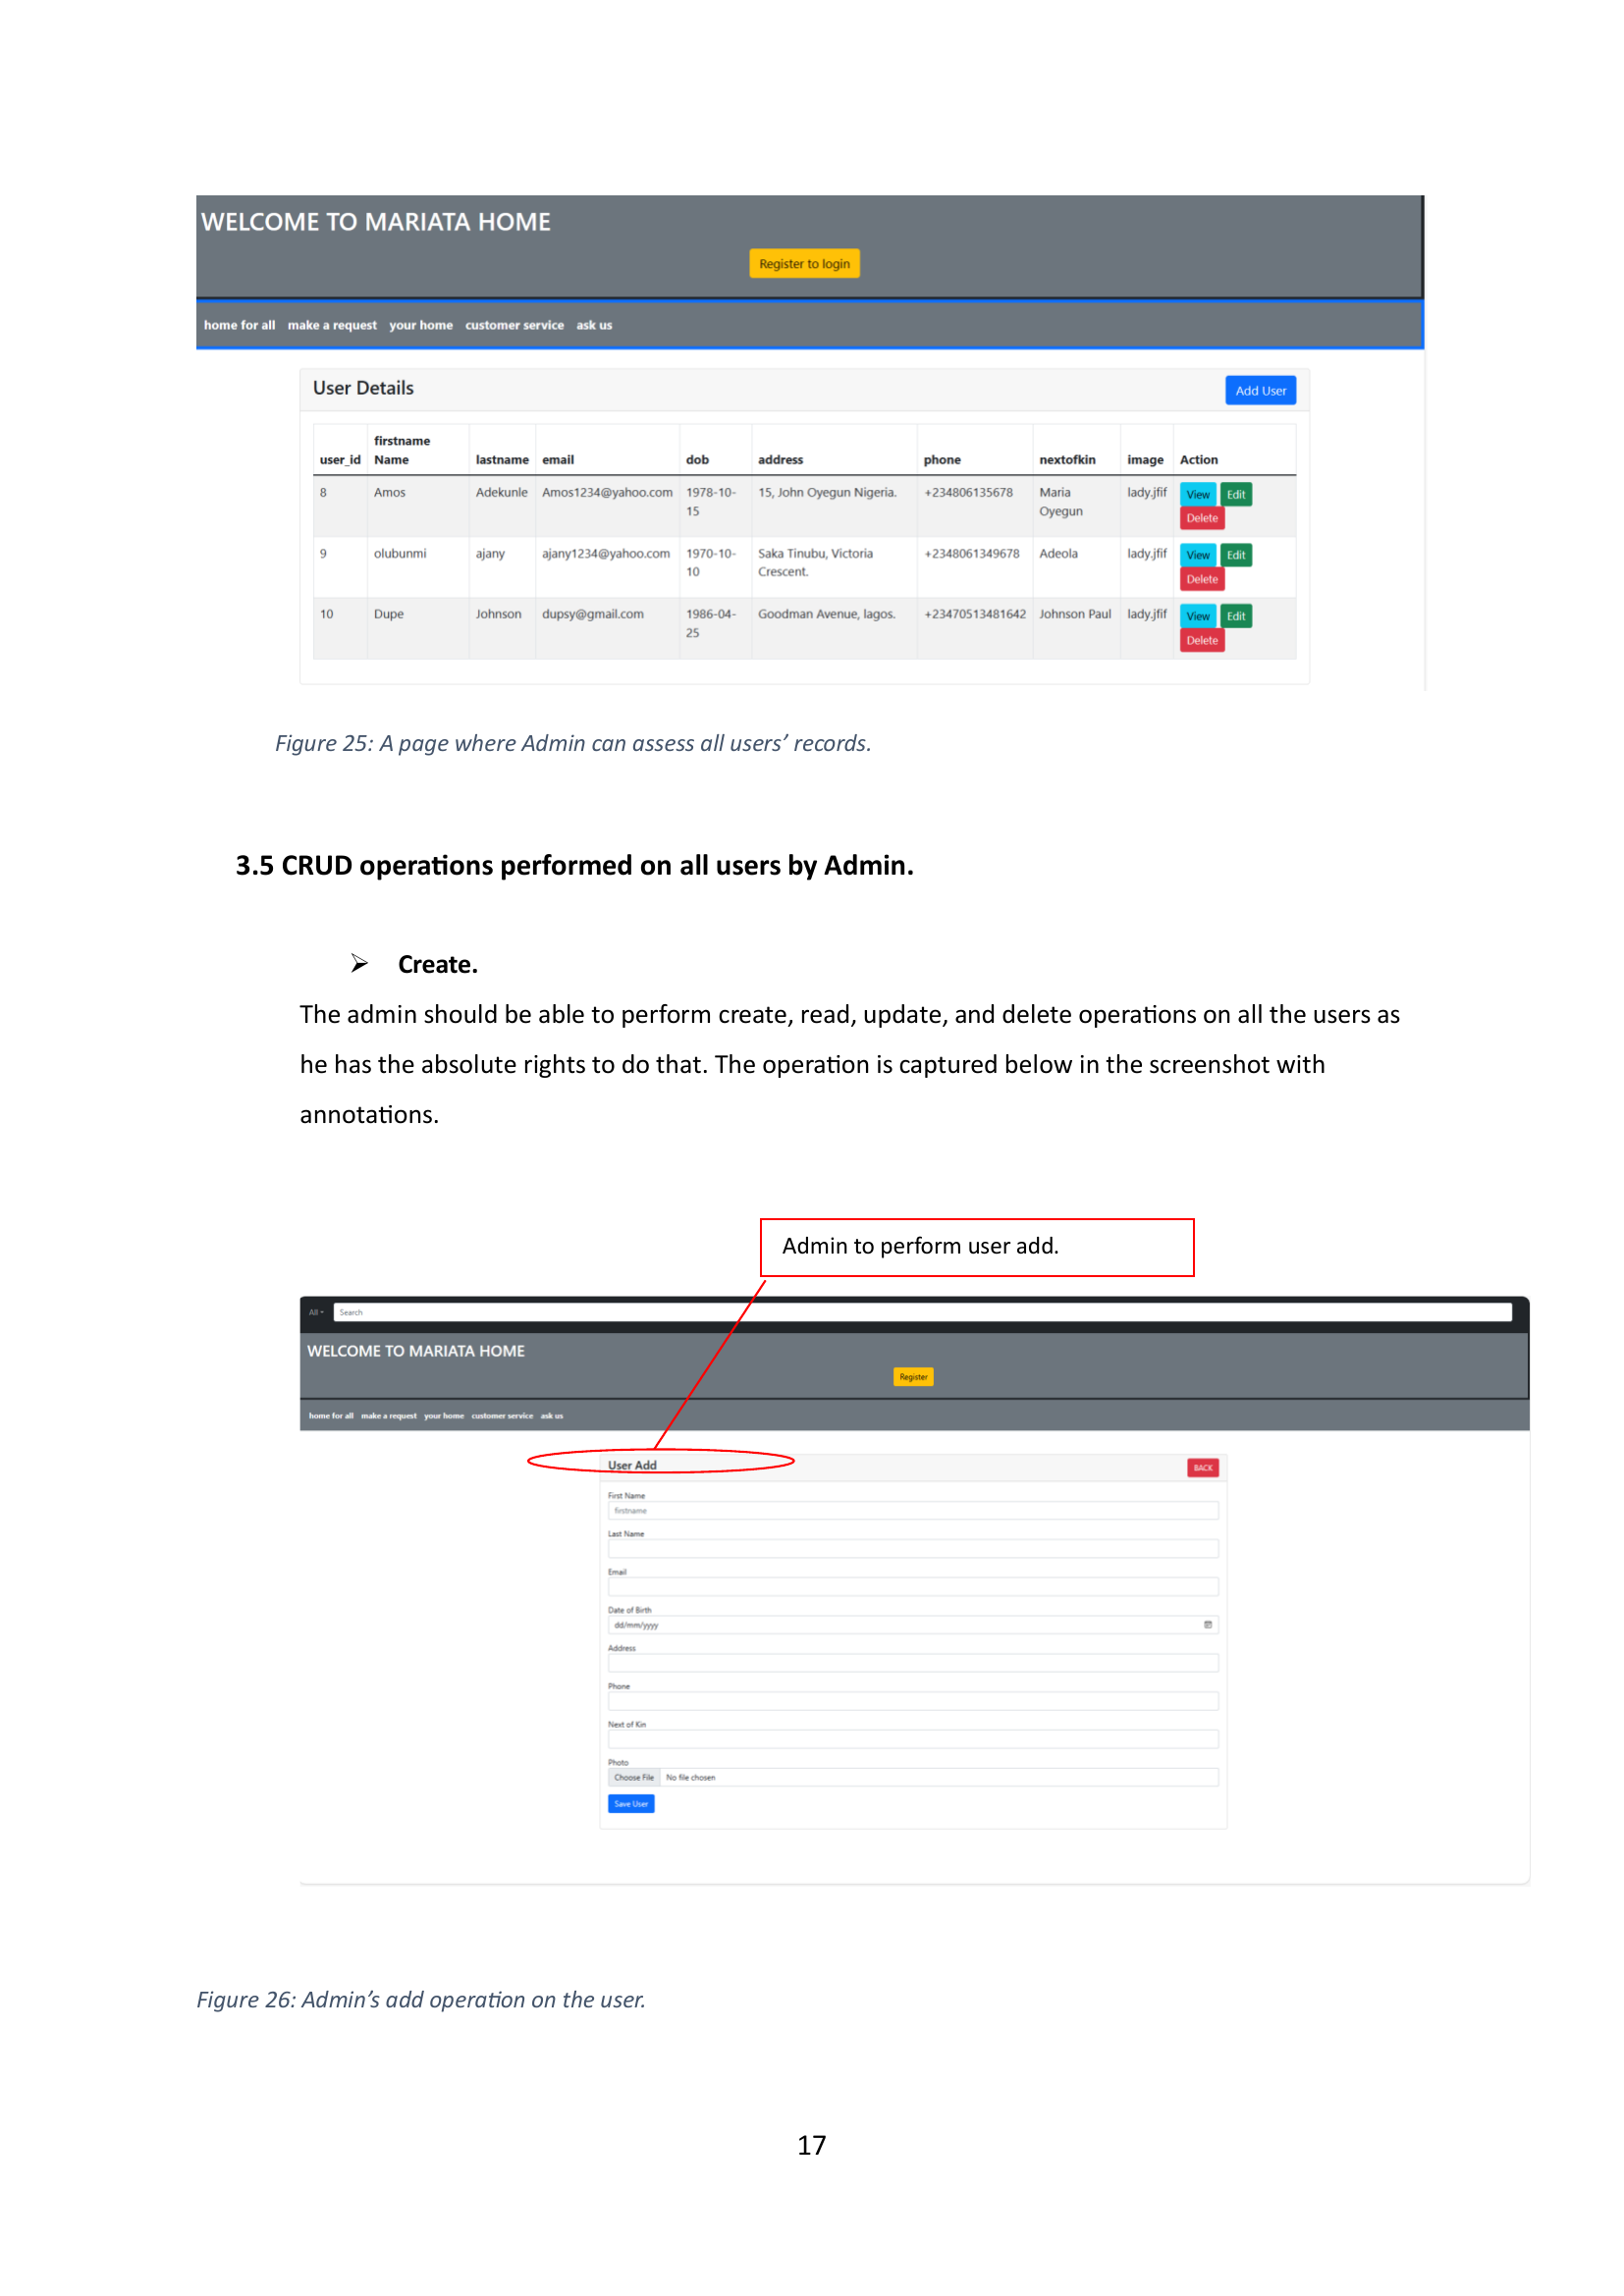 WELCOME TO MARIATA HOME
Register to login
home for all make a request your home customer service ask us
User Details Add User
firstname
user_id Name lastname email dob address phone nextofkin image Action
8 Amos Adekunle Amos1234@yahoo.com 1978-10- 15, John Oyegun Nigeria. +234806135678 Maria lady.jfif View Edit
15 Oyegun Delete
9 olubunmi ajany ajany1234@yahoo.com 1970-10- Saka Tinubu, Victoria +2348061349678 Adeola lady.jfif View Edit
10 Crescent. Delete
10 Dupe Johnson dupsy@gmail.com 1986-04- Goodman Avenue, lagos. +23470513481642 Johnson Paul lady.jfif View Edit
25 Delete
Figure 25: A page where Admin can assess all users’ records.
3.5 CRUD operations performed on all users by Admin.
➢ Create.
The admin should be able to perform create, read, update, and delete operations on all the users as
he has the absolute rights to do that. The operation is captured below in the screenshot with
annotations.
Admin to perform user add.
All Search
WELCOME TO MARIATA HOME
Register
home for all make a request your home customer service ask us
User Add BACK
First Name
firstname
Last Name
Email
Date of Birth
dd/mm/yyyy
Address
Phone
Next of Kin
Photo
Choose File No file chosen
Save User
Figure 26: Admin’s add operation on the user.
17